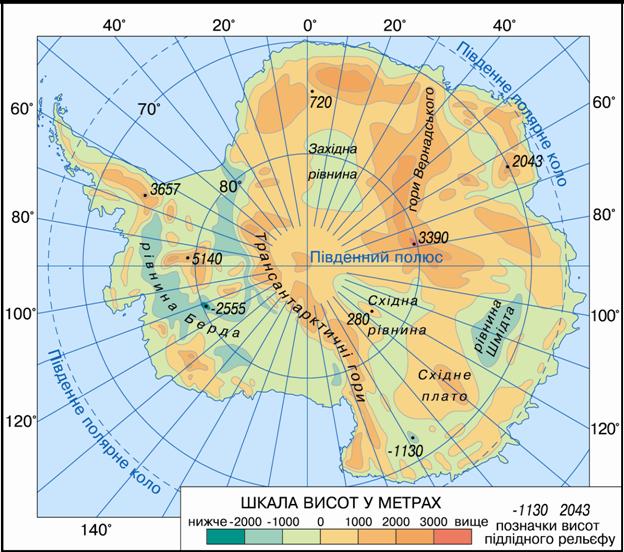 40° 20° 0° 20° 40°
60° 70° 60°
Південне полярне коло
720
Західна
рівнина
гори Вернадського
2043
3657
80°
80° 80°
3390
Південний полюс
5140
рівнина Берда
-2555
Трансантарктичні гори
280
Східна
рівнина
рівнина
Шмідта
100° 100°
Східне
плато
-1130
120° 120°
Південне полярне коло
140°
ШКАЛА ВИСОТ У МЕТРАХ
нижче -2000 -1000 0 1000 2000 3000 вище
-1130 2043
позначки висот
підлідного рельєфу